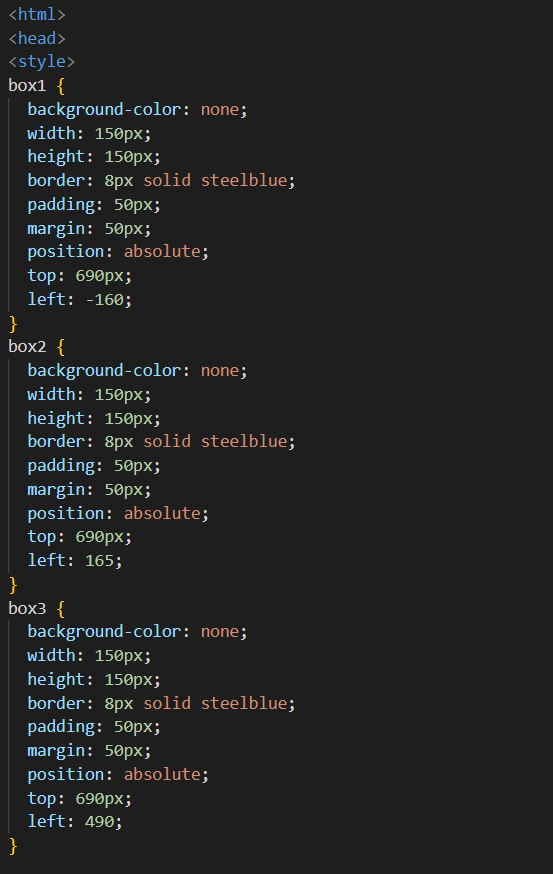 <html>
<head>
<style>
box1 {
  background-color: none;
  width: 150px;
  height: 150px;
  border: 8px solid steelblue;
  padding: 50px;
  margin: 50px;
  position: absolute;
  top: 690px;
  left: -160;
}
box2 {
  background-color: none;
  width: 150px;
  height: 150px;
  border: 8px solid steelblue;
  padding: 50px;
  margin: 50px;
  position: absolute;
  top: 690px;
  left: 165;
}
box3 {
  background-color: none;
  width: 150px;
  height: 150px;
  border: 8px solid steelblue;
  padding: 50px;
  margin: 50px;
  position: absolute;
  top: 690px;
  left: 490;
}